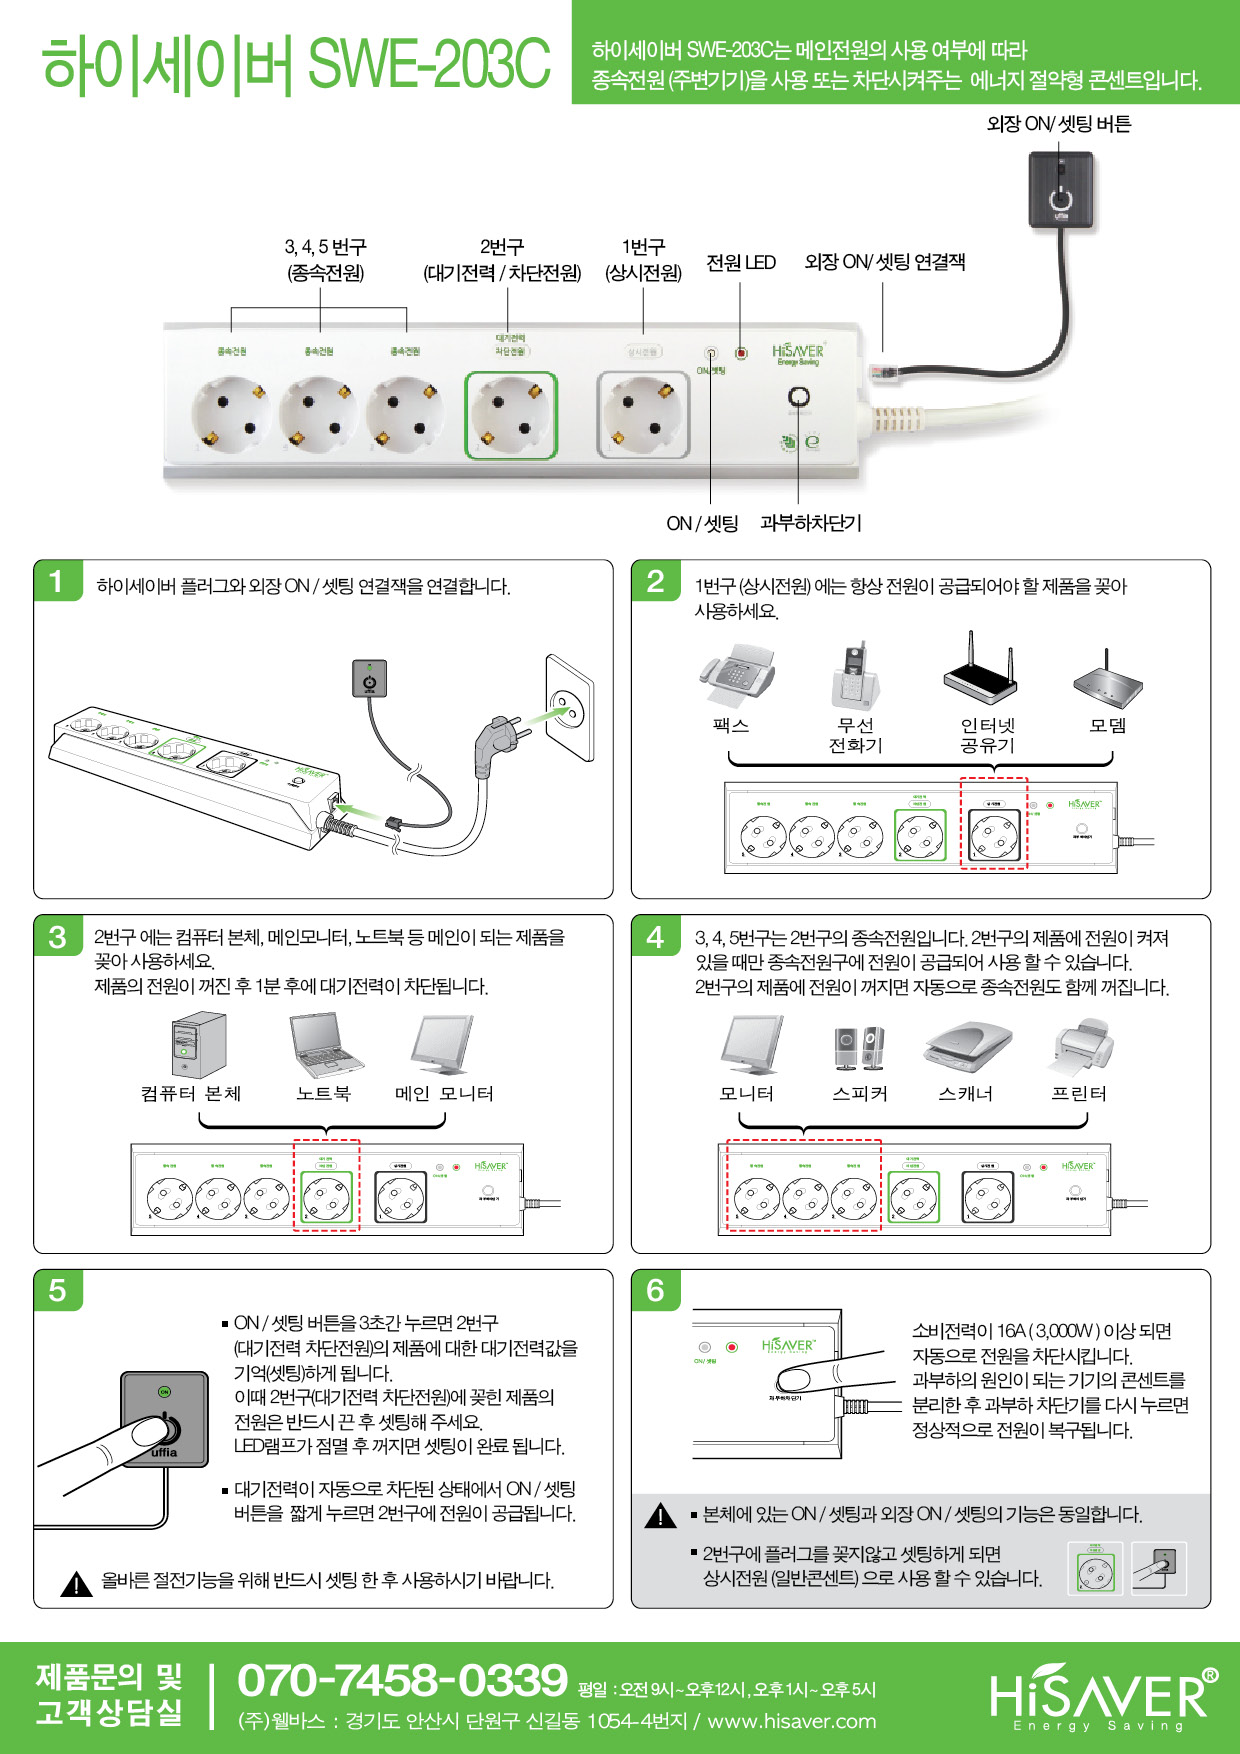 하이세이버 SWE-203C
하이세이버 SWE-203C는 메인전원의 사용 여부에 따라
종속전원 (주변기기)을 사용 또는 차단시켜주는 에너지 절약형 콘센트입니다.
외장 ON/ 셋팅 버튼
3, 4, 5 번구
(종속전원)
2번구
(대기전력 / 차단전원)
1번구
(상시전원)
전원 LED
외장 ON/ 셋팅 연결잭
종속전원
종속전원
종속전원
대기전력
차단전원
상시전원
ON/셋팅
HiSAVER
Energy Saving
ON / 셋팅
과부하차단기
1
하이세이버 플러그와 외장 ON / 셋팅 연결잭을 연결합니다.
2
1번구 (상시전원) 에는 항상 전원이 공급되어야 할 제품을 꽂아
사용하세요.
팩스
무선
전화기
인터넷
공유기
모뎀
HiSAVER
3
2번구 에는 컴퓨터 본체, 메인모니터, 노트북 등 메인이 되는 제품을
꽂아 사용하세요.
제품의 전원이 꺼진 후 1분 후에 대기전력이 차단됩니다.
컴퓨터 본체
노트북
메인 모니터
HiSAVER
4
3, 4, 5번구는 2번구의 종속전원입니다. 2번구의 제품에 전원이 켜져
있을 때만 종속전원구에 전원이 공급되어 사용 할 수 있습니다.
2번구의 제품에 전원이 꺼지면 자동으로 종속전원도 함께 꺼집니다.
모니터
스피커
스캐너
프린터
HiSAVER
5
ON
uffia
▪ ON / 셋팅 버튼을 3초간 누르면 2번구
(대기전력 차단전원)의 제품에 대한 대기전력값을
기억(셋팅)하게 됩니다.
이때 2번구(대기전력 차단전원)에 꽂힌 제품의
전원은 반드시 끈 후 셋팅해 주세요.
LED램프가 점멸 후 꺼지면 셋팅이 완료 됩니다.
▪ 대기전력이 자동으로 차단된 상태에서 ON / 셋팅
버튼을 짧게 누르면 2번구에 전원이 공급됩니다.
올바른 절전기능을 위해 반드시 셋팅 한 후 사용하시기 바랍니다.
6
ON/ 셋팅
HiSAVER™
Energy Saving
과부하차단기
소비전력이 16A ( 3,000W ) 이상 되면
자동으로 전원을 차단시킵니다.
과부하의 원인이 되는 기기의 콘센트를
분리한 후 과부하 차단기를 다시 누르면
정상적으로 전원이 복구됩니다.
▪ 본체에 있는 ON / 셋팅과 외장 ON / 셋팅의 기능은 동일합니다.
▪ 2번구에 플러그를 꽂지않고 셋팅하게 되면
상시전원 (일반콘센트) 으로 사용 할 수 있습니다.
제품문의 및
고객상담실
070-7458-0339 평일 : 오전 9시~오후12시, 오후 1시~오후 5시
(주)웰바스 : 경기도 안산시 단원구 신길동 1054-4번지 / www.hisaver.com
HiSAVER®
Energy Saving